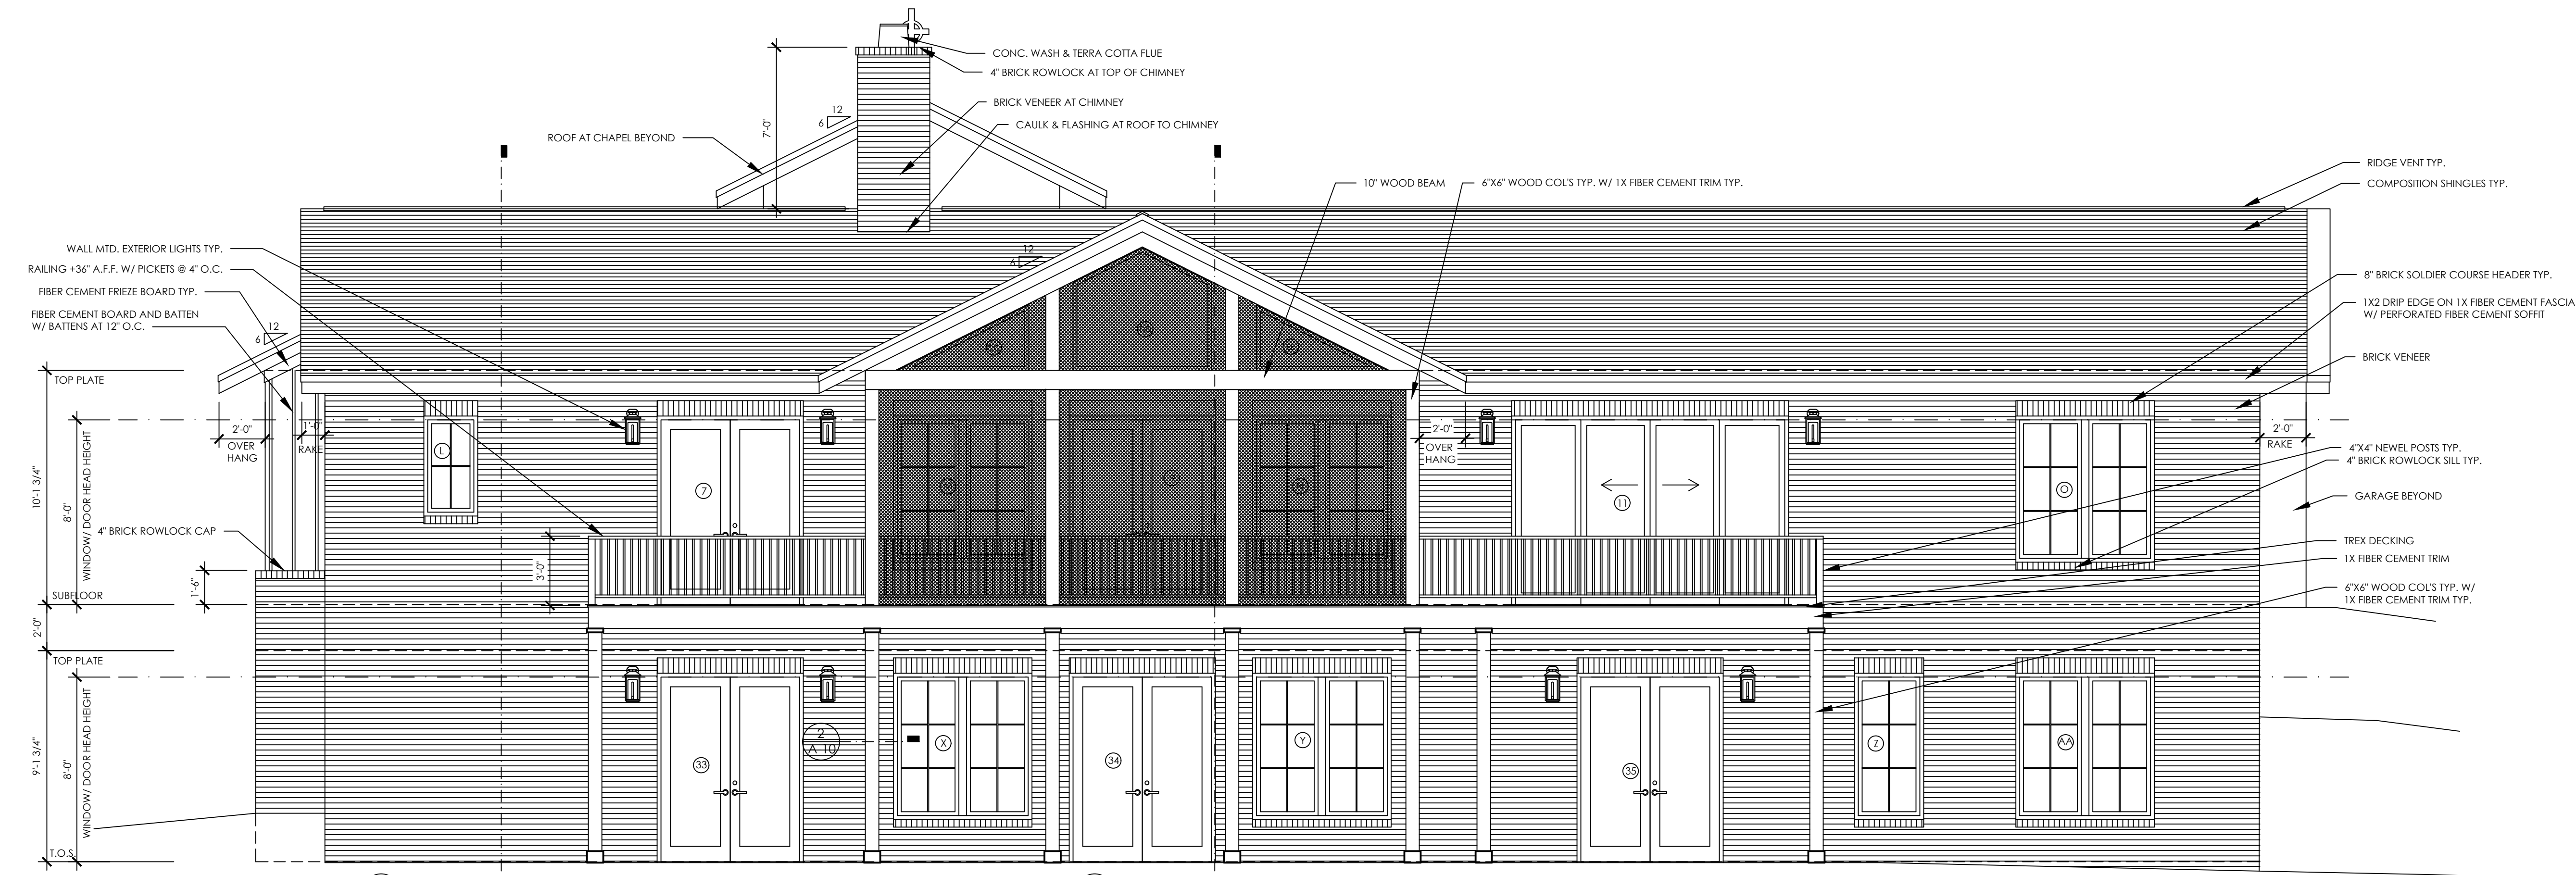 CONC. WASH & TERRA COTTA FLUE
4" BRICK ROWLOCK AT TOP OF CHIMNEY
BRICK VENEER AT CHIMNEY
12
6
7'-0"
CAULK & FLASHING AT ROOF TO CHIMNEY
ROOF AT CHAPEL BEYOND
RIDGE VENT TYP.
10" WOOD BEAM
6"X6" WOOD COL'S TYP. W/ 1X FIBER CEMENT TRIM TYP.
COMPOSITION SHINGLES TYP.
WALL MTD. EXTERIOR LIGHTS TYP.
12
6
RAILING +36" A.F.F. W/ PICKETS @ 4" O.C.
8" BRICK SOLDIER COURSE HEADER TYP.
FIBER CEMENT FRIEZE BOARD TYP.
1X2 DRIP EDGE ON 1X FIBER CEMENT FASCIA
W/ PERFORATED FIBER CEMENT SOFFIT
FIBER CEMENT BOARD AND BATTEN
W/ BATTENS AT 12" O.C.
12
6
BRICK VENEER
TOP PLATE
2'-0"
OVER
HANG
1'-0"
RAKE
2'-0"
OVER
HANG
2'-0"
RAKE
L
7
11
O
10'-1 3/4"
8'-0"
WINDOW/ DOOR HEAD HEIGHT
4"X4" NEWEL POSTS TYP.
4" BRICK ROWLOCK SILL TYP.
GARAGE BEYOND
4" BRICK ROWLOCK CAP
TREX DECKING
1X FIBER CEMENT TRIM
3'-0"
1'-6"
SUBFLOOR
6"X6" WOOD COL'S TYP. W/
1X FIBER CEMENT TRIM TYP.
2'-0"
TOP PLATE
9'-1 3/4"
8'-0"
WINDOW/ DOOR HEAD HEIGHT
33
2
A 10
X
34
Y
35
Z
AA
T.O.S.